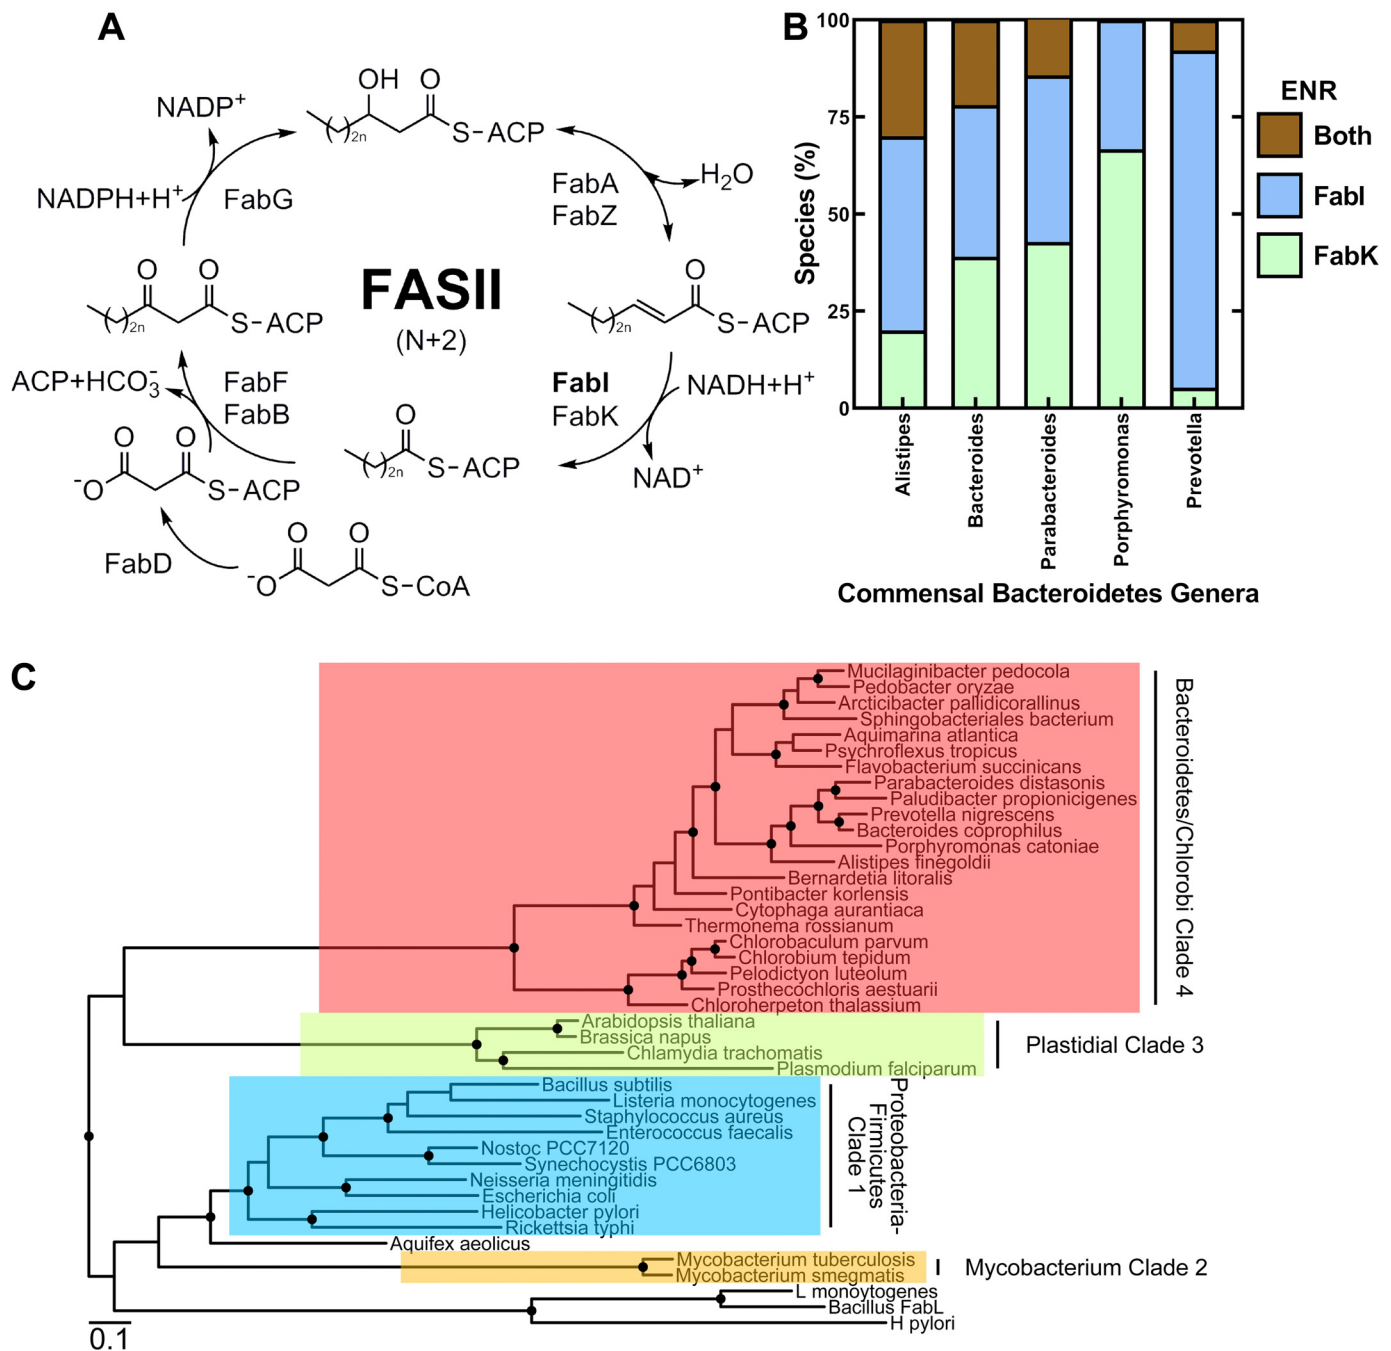 A
OH
O
NADP+
( )2n
S-ACP
NADPH+H+
FabG
FabA
FabZ
H2O
O
O
( )2n
S-ACP
FASII
(N+2)
O
( )2n
S-ACP
ACP+HCO3-
FabF
FabB
FabI
FabK
NADH+H+
NAD+
O
( )2n
S-ACP
O
O
-O
S-ACP
FabD
O
O
-O
S-CoA
B
100
75
50
25
0
Species (%)
Alistipes
Bacteroides
Parabacteroides
Porphyromonas
Prevotella
Commensal Bacteroidetes Genera
ENR
Both
FabI
FabK
C
Mucilaginibacter pedocola
Pedobacter oryzae
Arcticibacter pallidicorallinus
Sphingobacteriales bacterium
Aquimarina atlantica
Psychroflexus tropicus
Flavobacterium succinicans
Parabacteroides distasonis
Paludibacter propionicigenes
Prevotella nigrescens
Bacteroides coprophilus
Porphyromonas catoniae
Alistipes finegoldii
Bernardetia litoralis
Pontibacter korlensis
Cytophaga aurantiaca
Thermonema rossianum
Chlorobaculum parvum
Chlorobium tepidum
Pelodictyon luteolum
Prosthecochloris aestuarii
Chloroherpeton thalassium
Bacteroidetes/Chlorobi Clade 4
Arabidopsis thaliana
Brassica napus
Chlamydia trachomatis
Plasmodium falciparum
Plastidial Clade 3
Bacillus subtilis
Listeria monocytogenes
Staphylococcus aureus
Enterococcus faecalis
Nostoc PCC7120
Synechocystis PCC6803
Neisseria meningitidis
Escherichia coli
Helicobacter pylori
Rickettsia typhi
Proteobacteria-
Firmicutes
Clade 1
Aquifex aeolicus
Mycobacterium tuberculosis
Mycobacterium smegmatis
Mycobacterium Clade 2
L monoytogenes
Bacillus FabL
H pylori
0.1